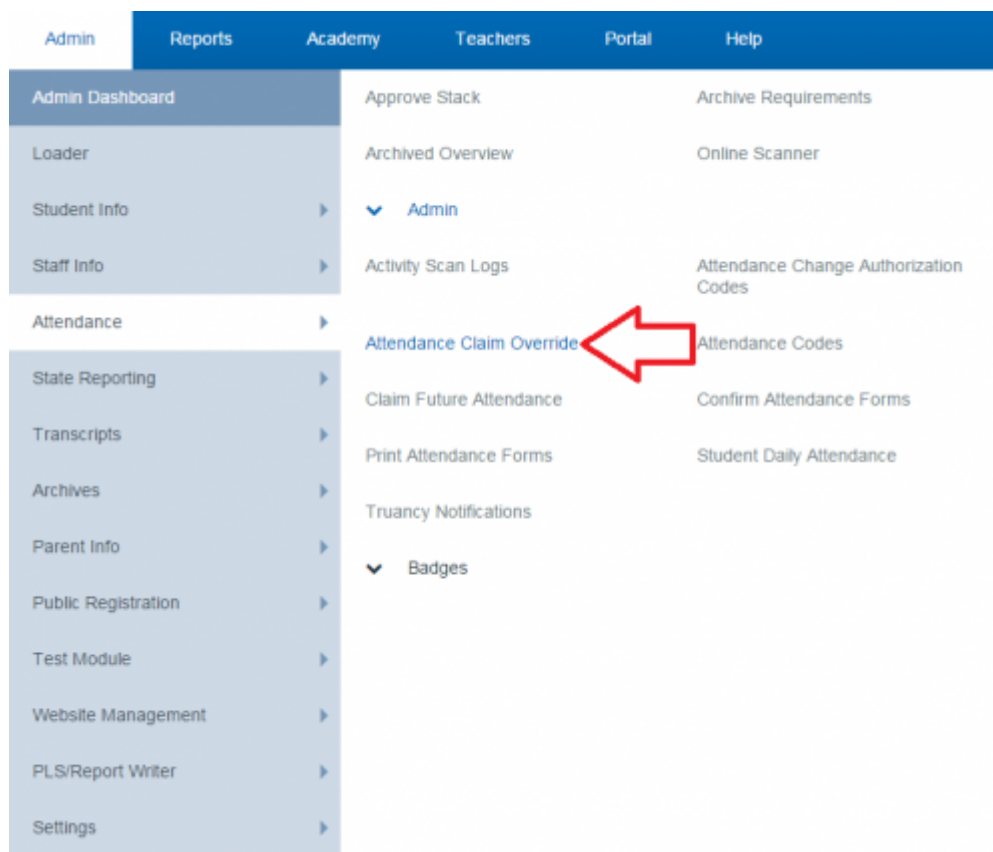 Admin Reports Academy Teachers Portal Help
Admin Dashboard
Loader
Student Info
Staff Info
Attendance
State Reporting
Transcripts
Archives
Parent Info
Public Registration
Test Module
Website Management
PLS/Report Writer
Settings
Approve Stack Archive Requirements
Archived Overview Online Scanner
Admin
Activity Scan Logs Attendance Change Authorization
Codes
Attendance Claim Override Attendance Codes
Claim Future Attendance Confirm Attendance Forms
Print Attendance Forms Student Daily Attendance
Truancy Notifications
Badges